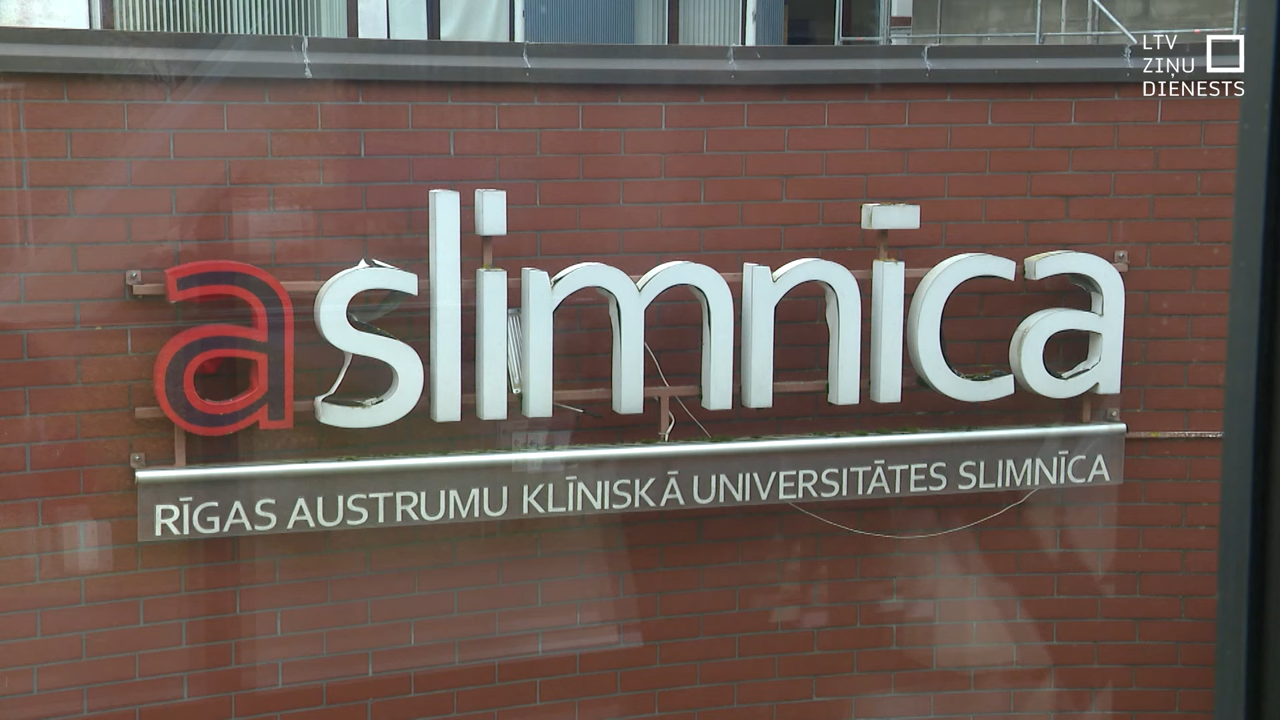 LTV
ZIŅU
DIENESTS
aslimnīca
RĪGAS AUSTRUMU KLĪNISKĀ UNIVERSITĀTES SLIMNĪCA